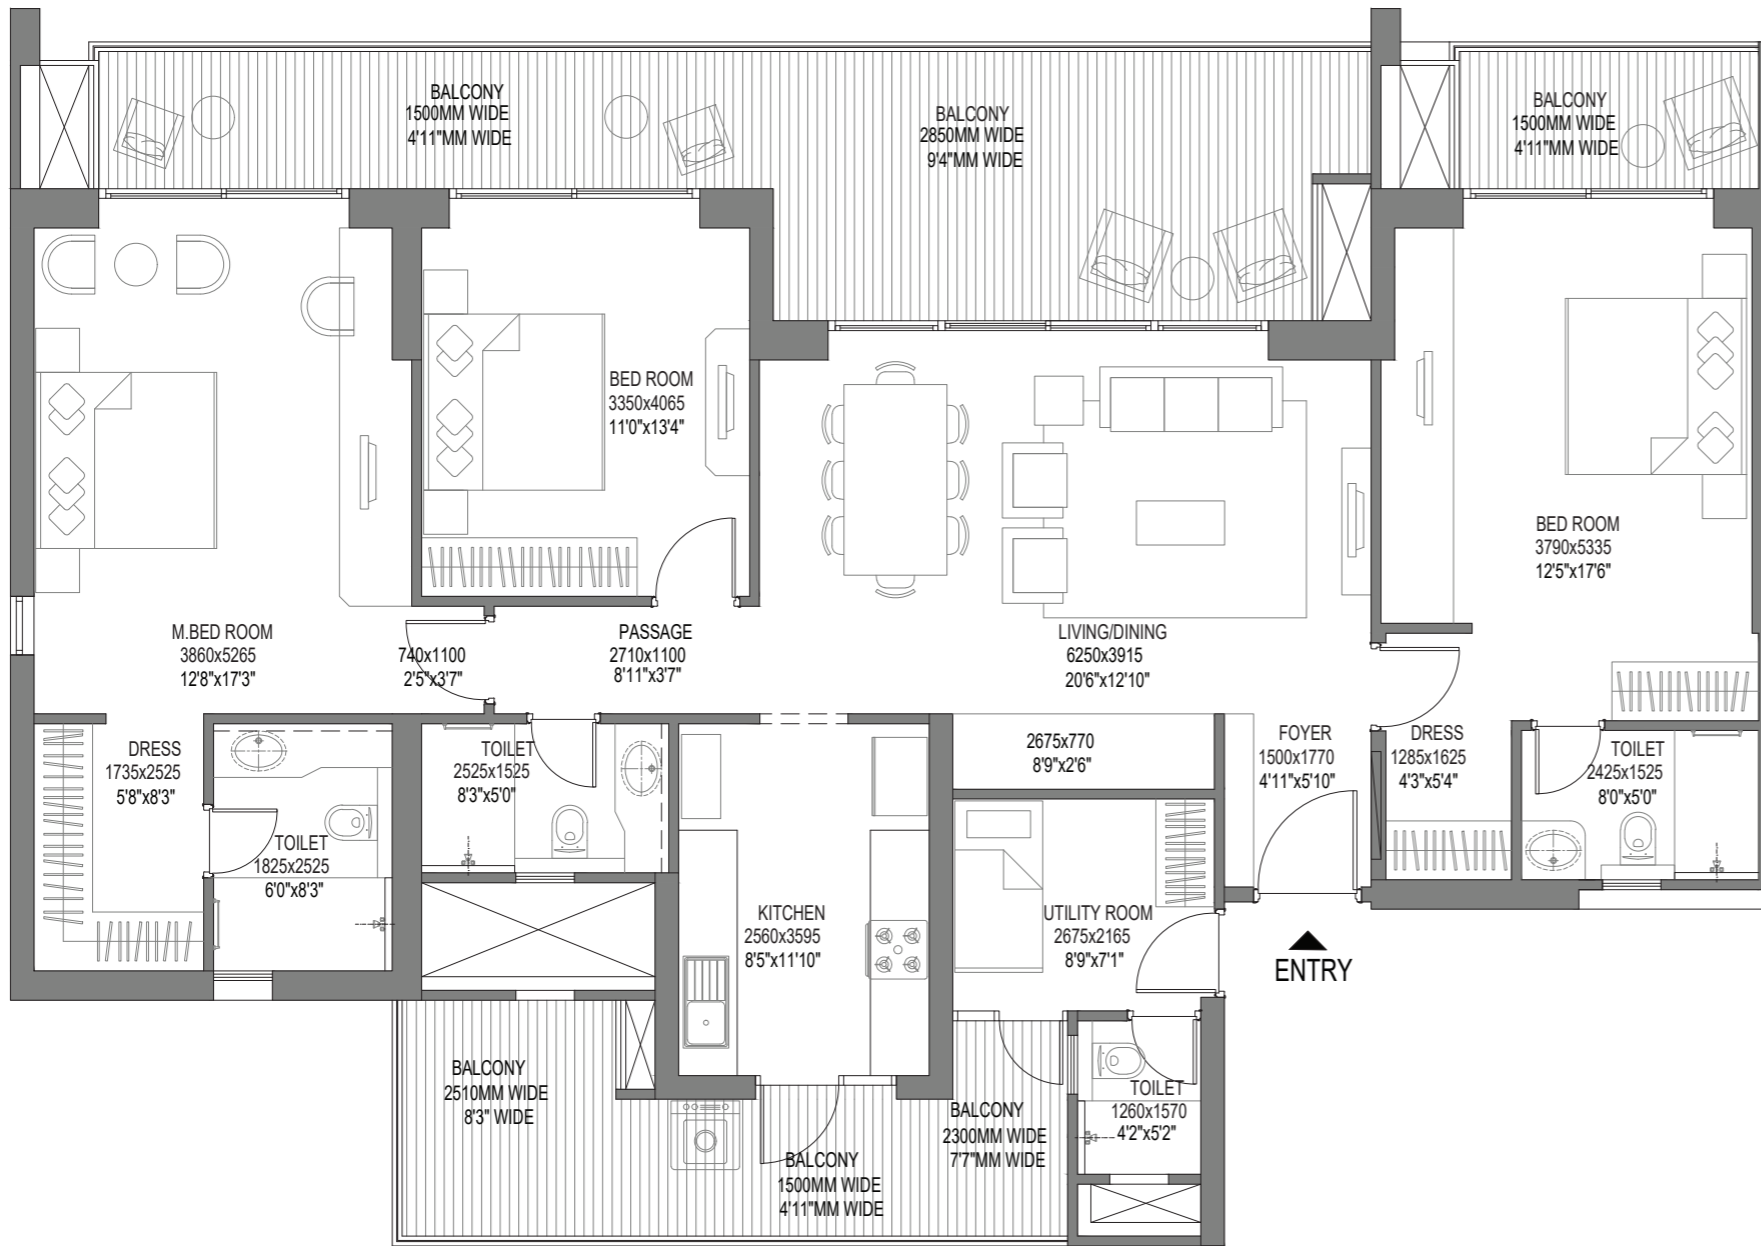 BALCONY
1500MM WIDE
4'11"MM WIDE
BALCONY
2850MM WIDE
9'4"MM WIDE
BALCONY
1500MM WIDE
4'11"MM WIDE
BED ROOM
3350x4065
11'0"x13'4"
BED ROOM
3790x5335
12'5"x17'6"
M.BED ROOM
3860x5265
12'8"x17'3"
740x1100
2'5"x3'7"
PASSAGE
2710x1100
8'11"x3'7"
LIVING/DINING
6250x3915
20'6"x12'10"
DRESS
1735x2525
5'8"x8'3"
TOILET
2525x1525
8'3"x5'0"
2675x770
8'9"x2'6"
FOYER
1500x1770
4'11"x5'10"
DRESS
1285x1625
4'3"x5'4"
TOILET
2425x1525
8'0"x5'0"
TOILET
1825x2525
6'0"x8'3"
KITCHEN
2560x3595
8'5"x11'10"
UTILITY ROOM
2675x2165
8'9"x7'1"
ENTRY
BALCONY
2510MM WIDE
8'3" WIDE
BALCONY
2300MM WIDE
7'7"MM WIDE
TOILET
1260x1570
4'2"x5'2"
BALCONY
1500MM WIDE
4'11"MM WIDE